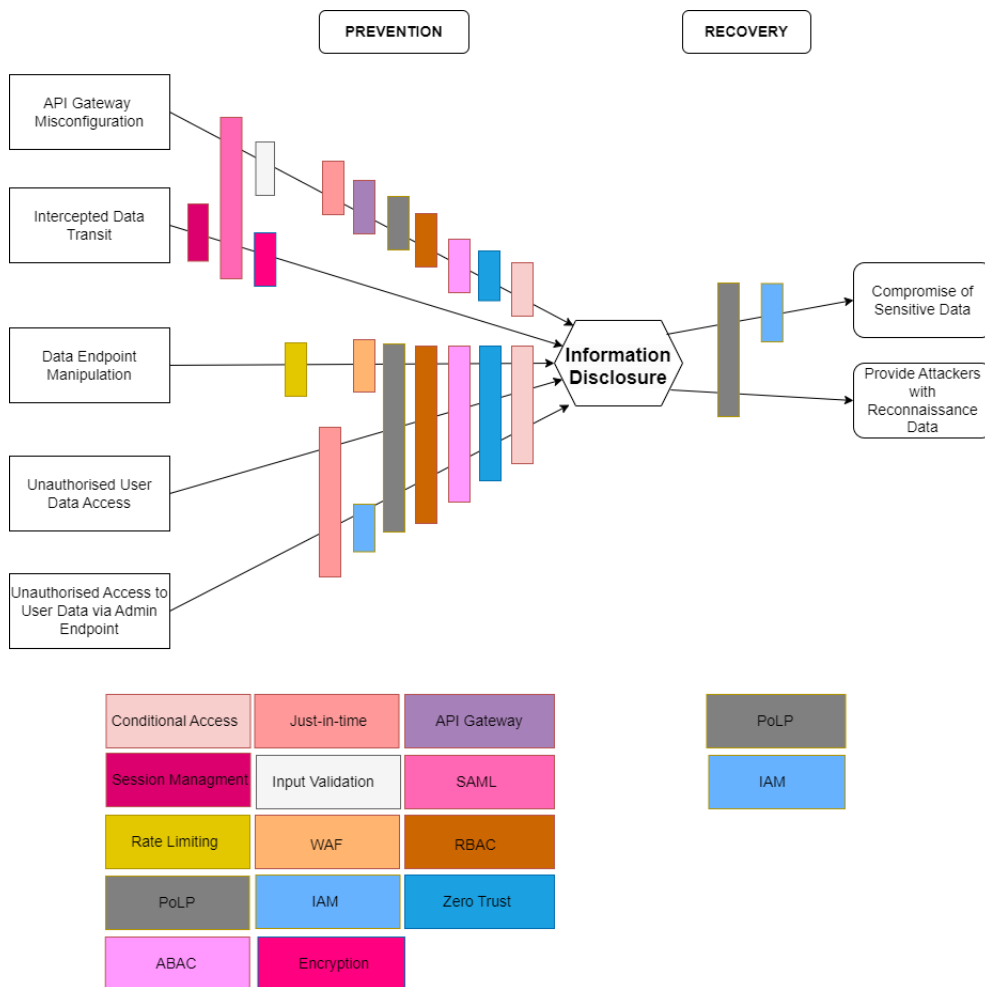 PREVENTION
RECOVERY
API Gateway
Misconfiguration
Intercepted Data
Transit
Data Endpoint
Manipulation
Unauthorised User
Data Access
Unauthorised Access to
User Data via Admin
Endpoint
Information
Disclosure
Compromise of
Sensitive Data
Provide Attackers
with
Reconnaissance
Data
Conditional Access
Just-in-time
API Gateway
Session Managment
Input Validation
SAML
Rate Limiting
WAF
RBAC
PoLP
IAM
Zero Trust
ABAC
Encryption
PoLP
IAM